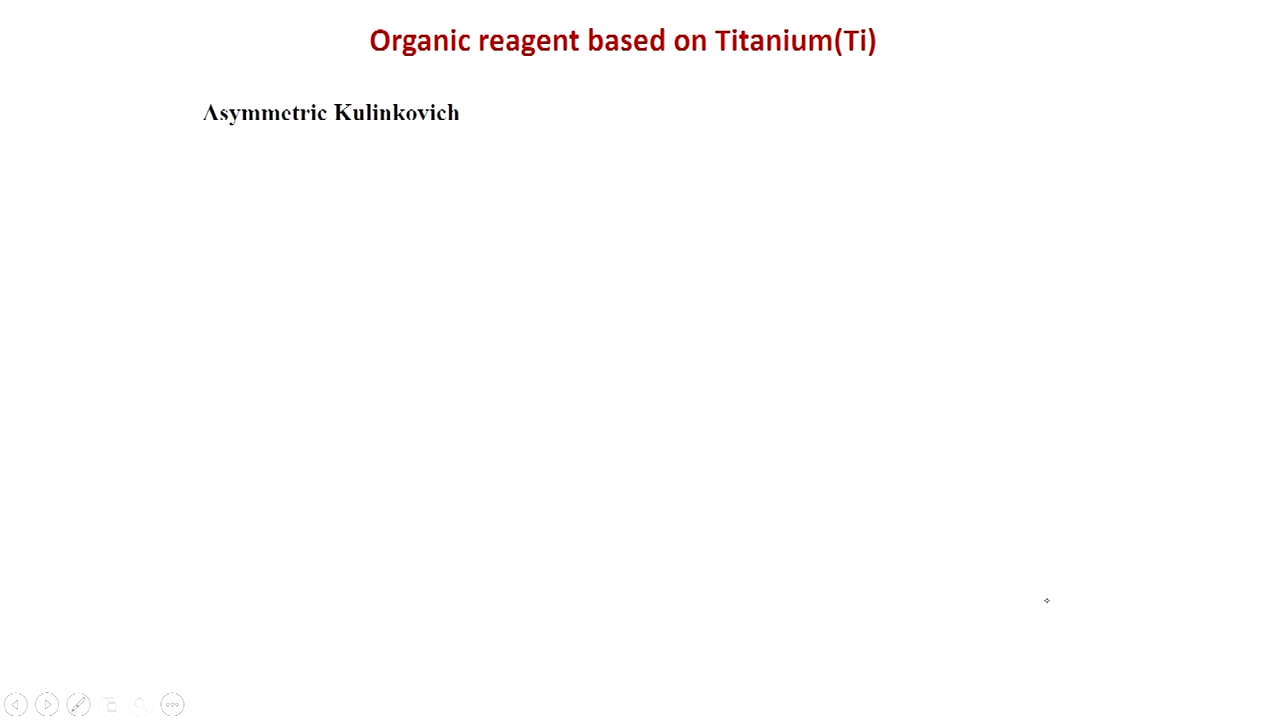 Organic reagent based on Titanium(Ti)
Asymmetric Kulinkovich